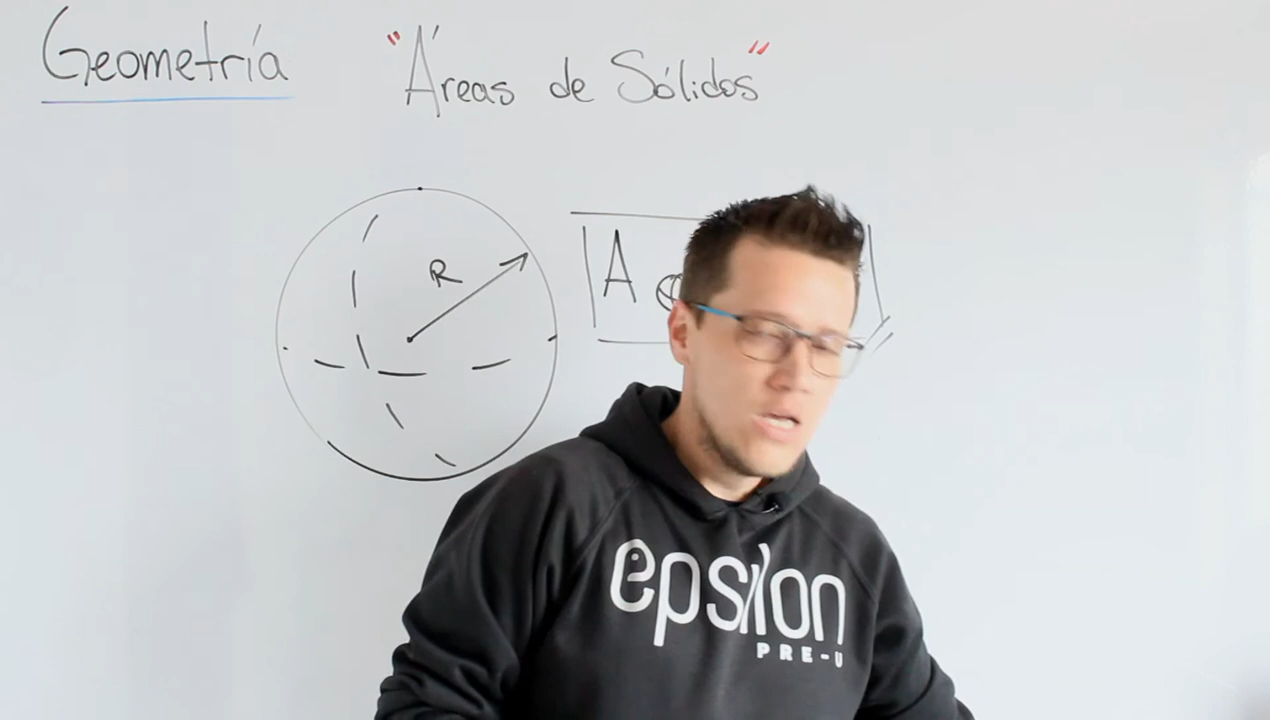 Geometría
"Áreas de Sólidos"
R
A
epsilon
PRE-U